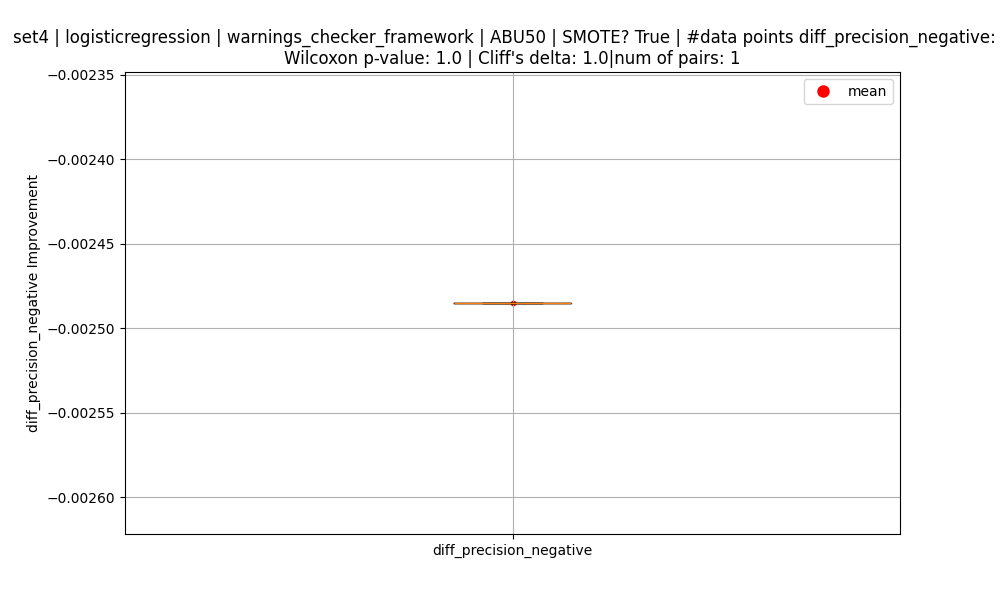 set4 | logisticregression | warnings_checker_framework | ABU50 | SMOTE? True | #data points diff_precision_negative:
Wilcoxon p-value: 1.0 | Cliff's delta: 1.0|num of pairs: 1
mean
−0.00235
−0.00240
−0.00245
−0.00250
−0.00255
−0.00260
diff_precision_negative Improvement
diff_precision_negative